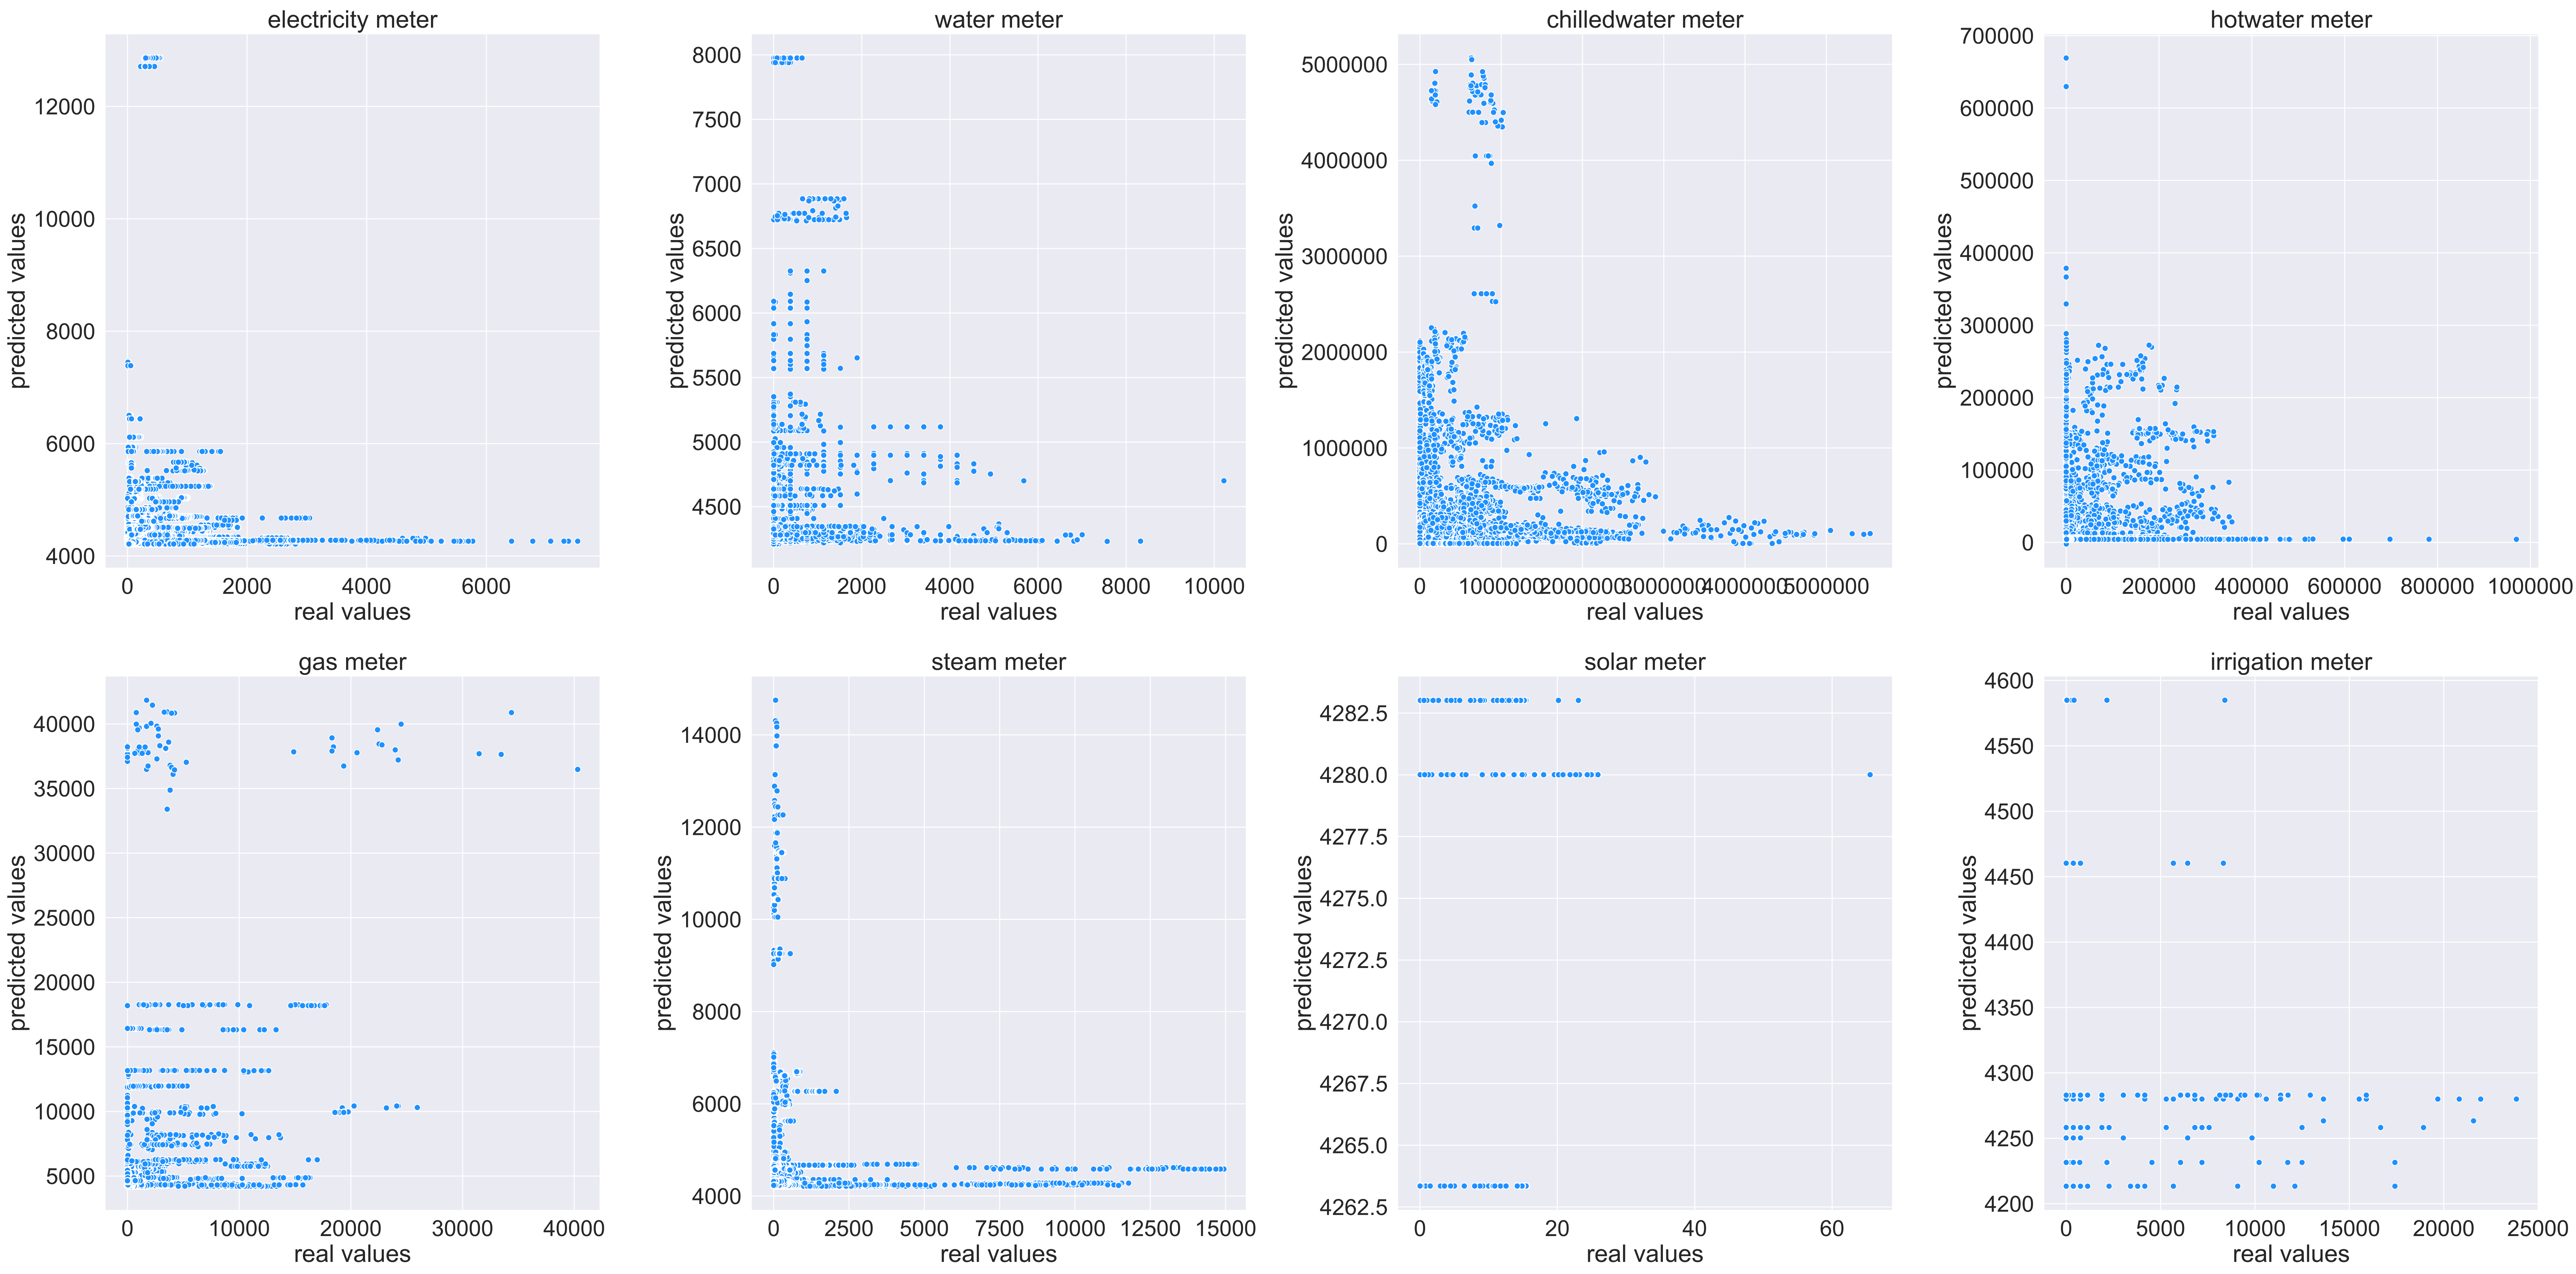 electricity meter
water meter
chilledwater meter
hotwater meter
predicted values
12000
10000
8000
6000
4000
0 2000 4000 6000
real values
predicted values
8000
7500
7000
6500
6000
5500
5000
4500
0 2000 4000 6000 8000 10000
real values
predicted values
5000000
4000000
3000000
2000000
1000000
0
0 1000000 2000000 3000000 4000000 5000000
real values
predicted values
700000
600000
500000
400000
300000
200000
100000
0
0 200000 400000 600000 800000 1000000
real values
gas meter
steam meter
solar meter
irrigation meter
predicted values
40000
35000
30000
25000
20000
15000
10000
5000
0 10000 20000 30000 40000
real values
predicted values
14000
12000
10000
8000
6000
4000
0 2500 5000 7500 10000 12500 15000
real values
predicted values
4282.5
4280.0
4277.5
4275.0
4272.5
4270.0
4267.5
4265.0
4262.5
0 20 40 60
real values
predicted values
4600
4550
4500
4450
4400
4350
4300
4250
4200
0 5000 10000 15000 20000 25000
real values